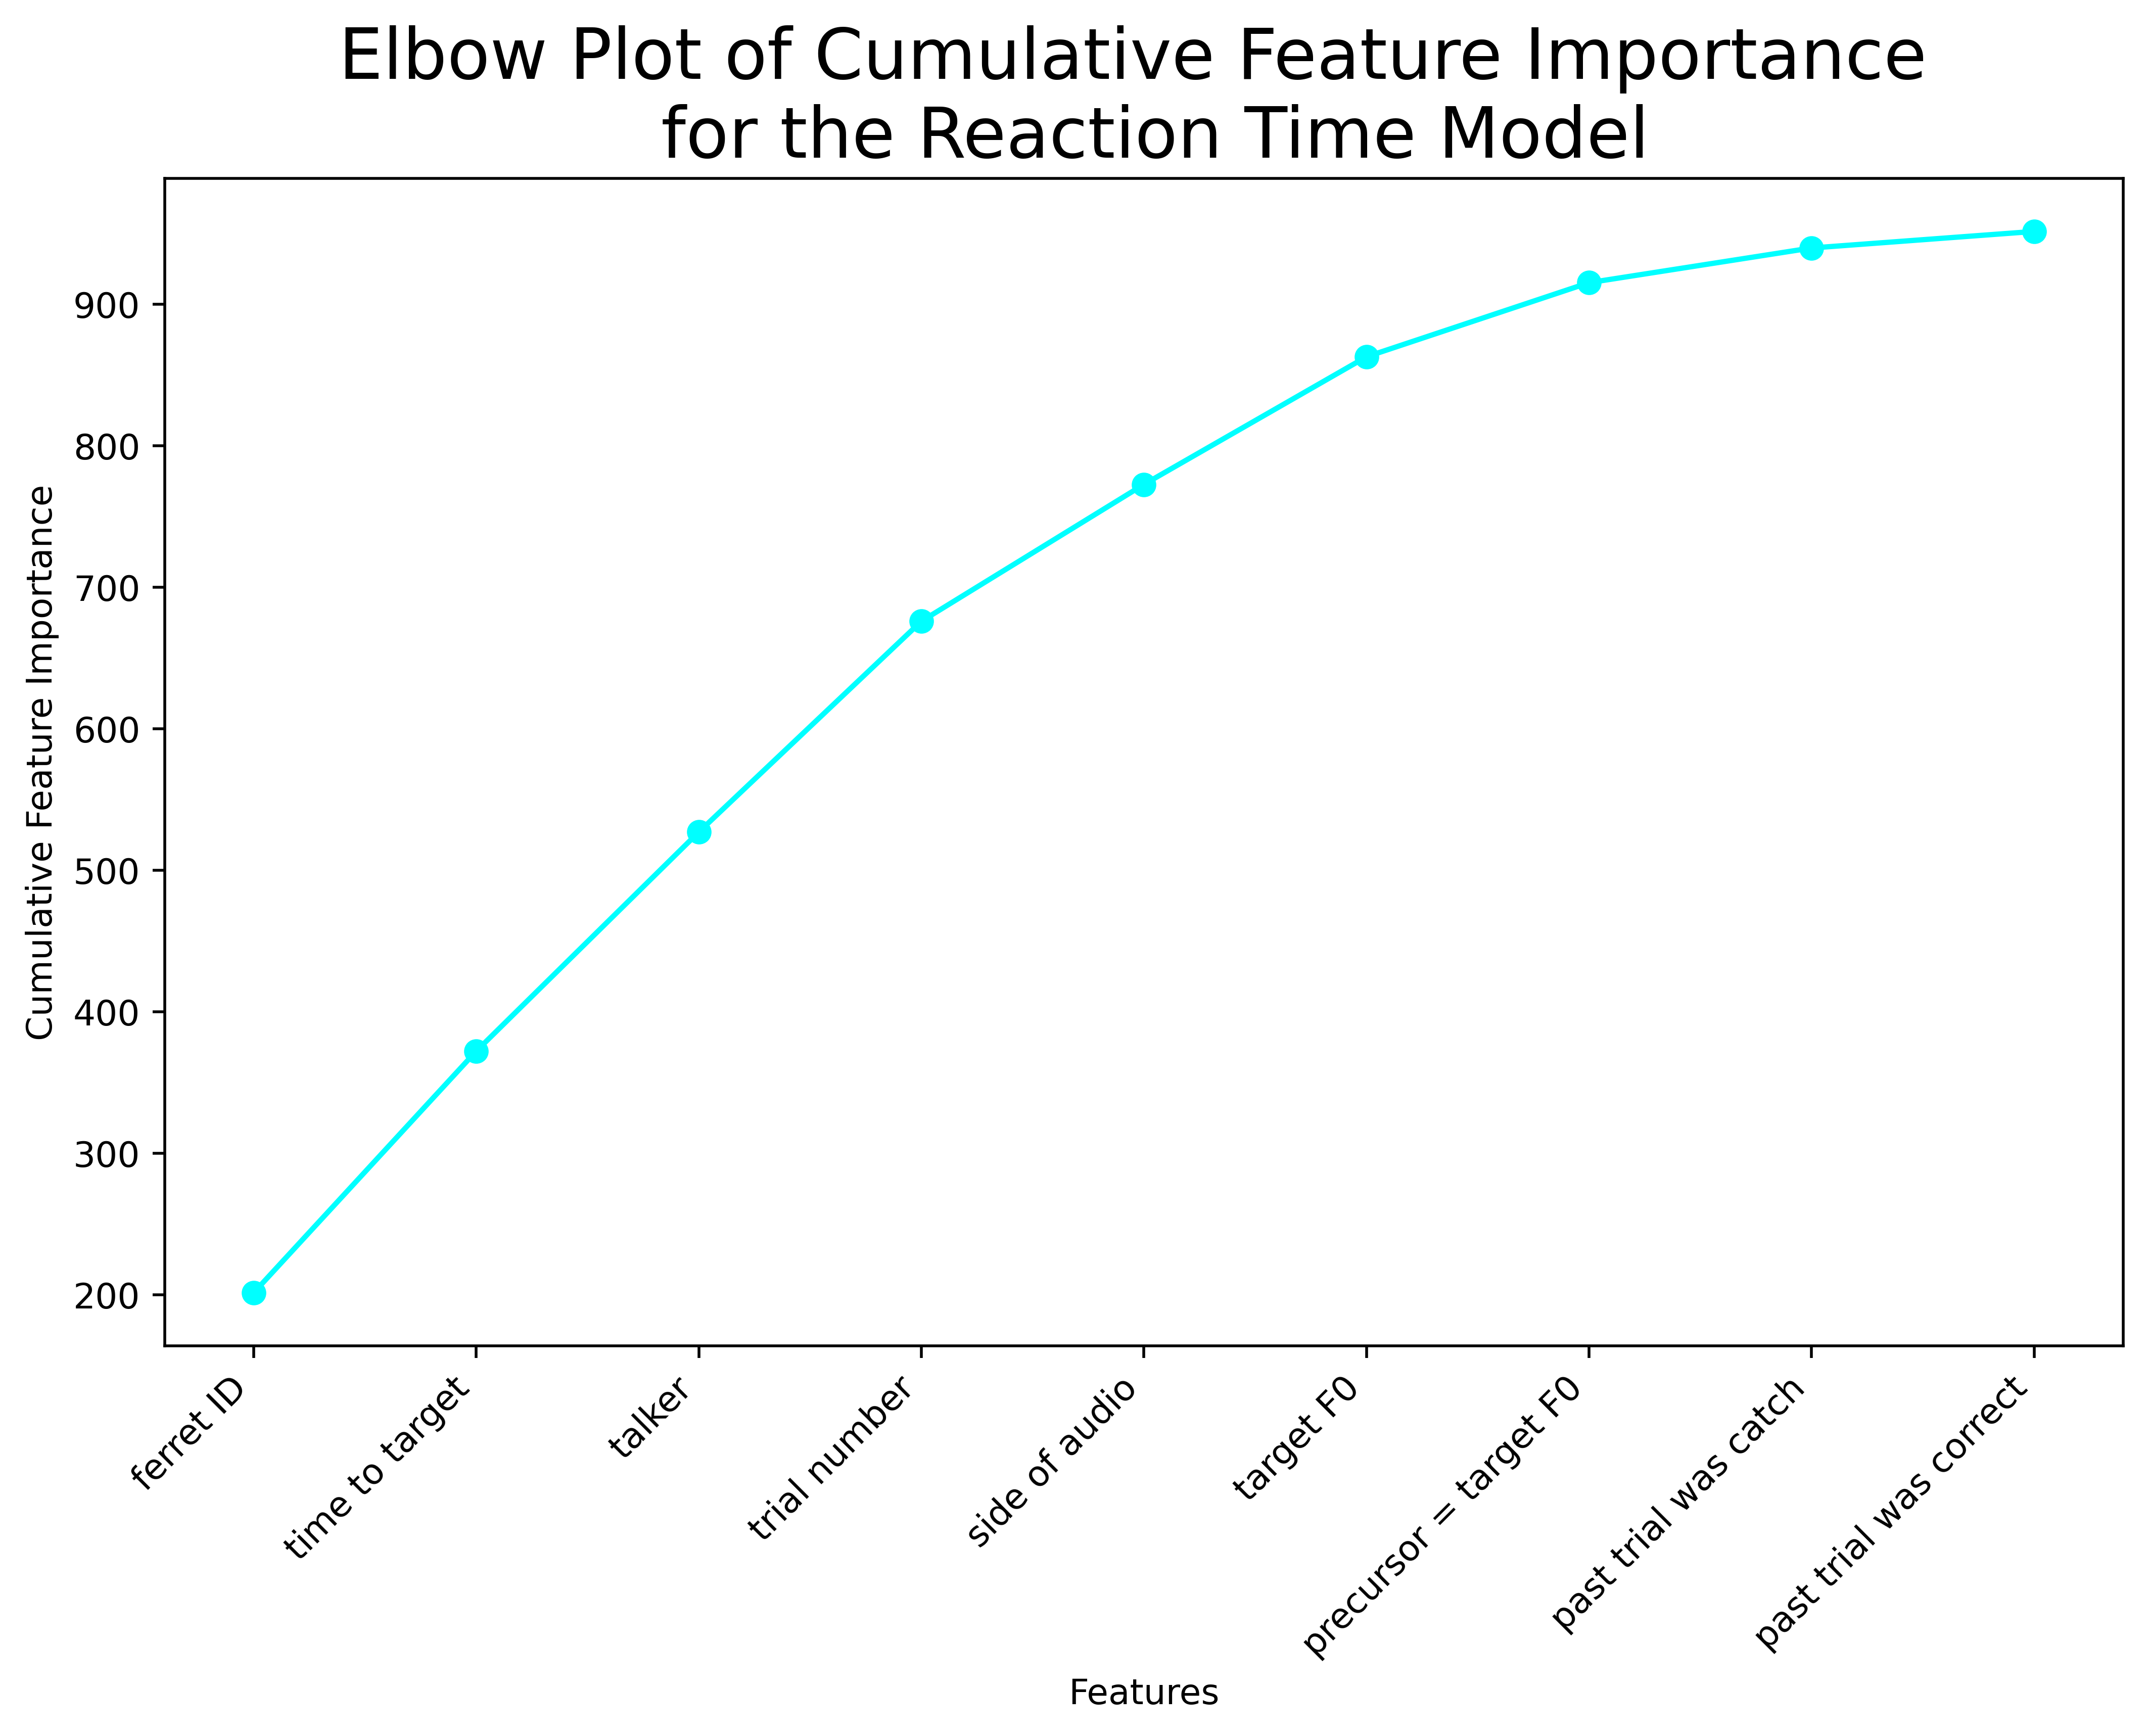 Elbow Plot of Cumulative Feature Importance
for the Reaction Time Model
Cumulative Feature Importance
900
800
700
600
500
400
300
200
ferret ID
time to target
talker
trial number
side of audio
target F0
precursor = target F0
past trial was catch
past trial was correct
Features